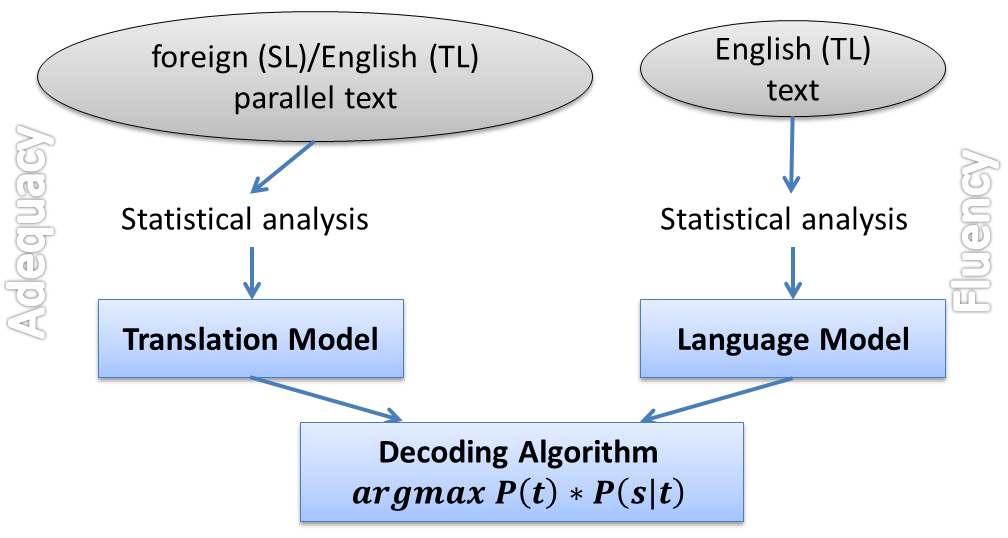 foreign (SL)/English (TL)
parallel text
English (TL)
text
Adequacy
Fluency
Statistical analysis
Statistical analysis
Translation Model
Language Model
Decoding Algorithm
argmax P(t) ∗ P(s|t)